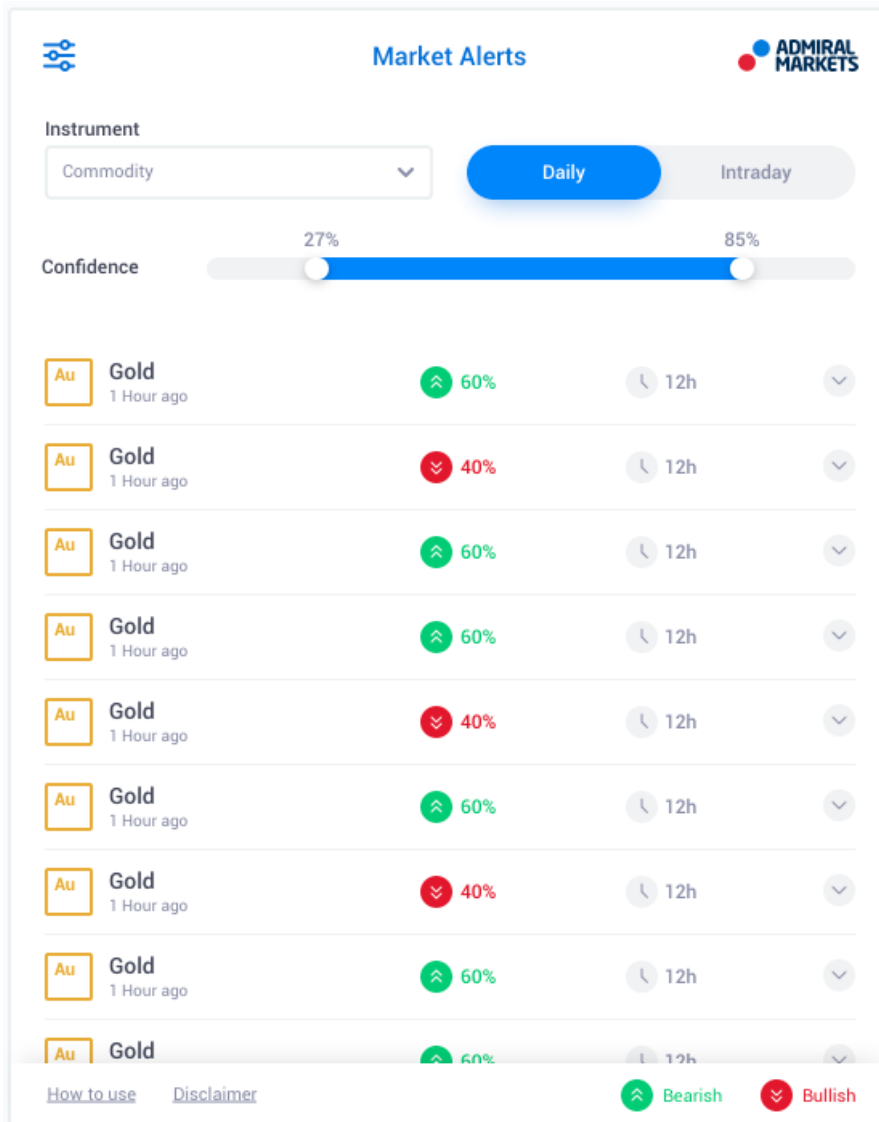 Market Alerts
ADMIRAL
MARKETS
Instrument
Commodity
Daily
Intraday
27%
85%
Confidence
Au
Gold
1 Hour ago
60%
12h
Au
Gold
1 Hour ago
40%
12h
Au
Gold
1 Hour ago
60%
12h
Au
Gold
1 Hour ago
60%
12h
Au
Gold
1 Hour ago
40%
12h
Au
Gold
1 Hour ago
60%
12h
Au
Gold
1 Hour ago
40%
12h
Au
Gold
1 Hour ago
60%
12h
Au
Gold
60%
12h
How to use
Disclaimer
Bearish
Bullish